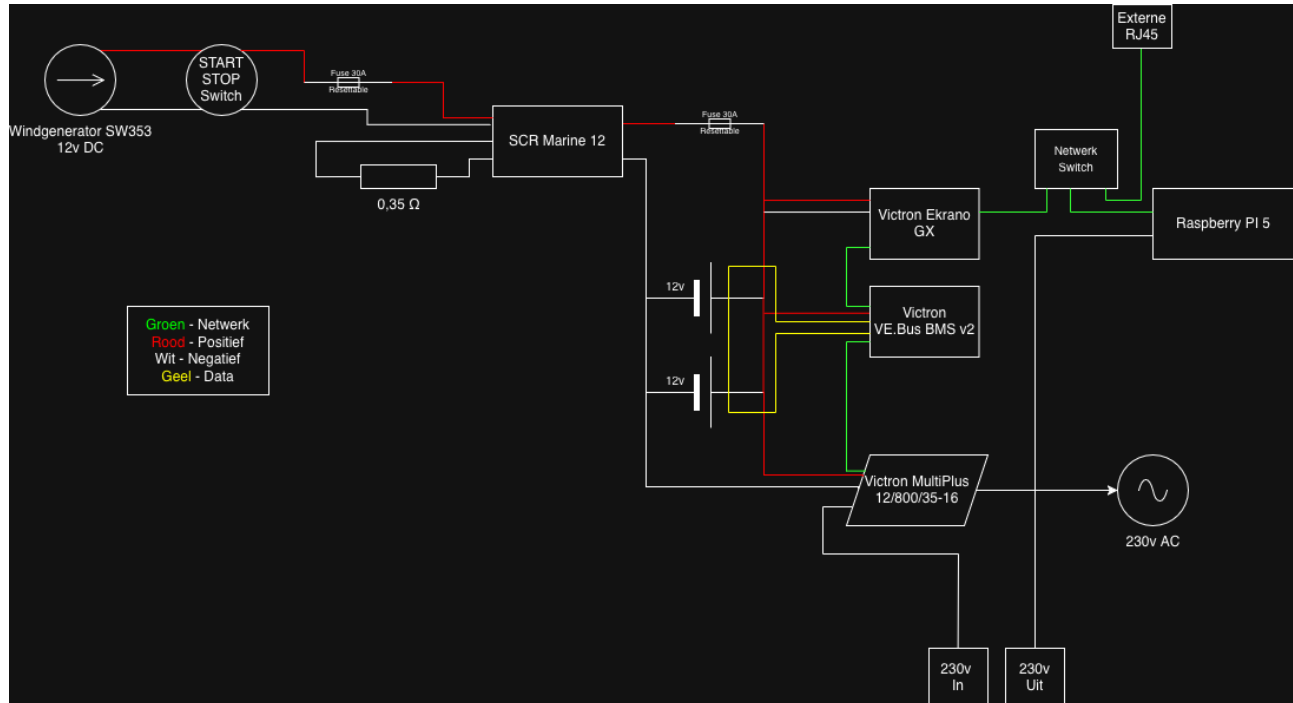 Externe
RJ45
START
STOP
Switch
Fuse 30A
Resettable
Windgenerator SW353
12v DC
SCR Marine 12
Fuse 30A
Resettable
Netwerk
Switch
0,35 Ω
Victron Ekrano
GX
Raspberry PI 5
12v
Victron
VE.Bus BMS v2
Groen - Netwerk
Rood - Positief
Wit - Negatief
Geel - Data
12v
Victron MultiPlus
12/800/35-16
230v AC
230v
In
230v
Uit